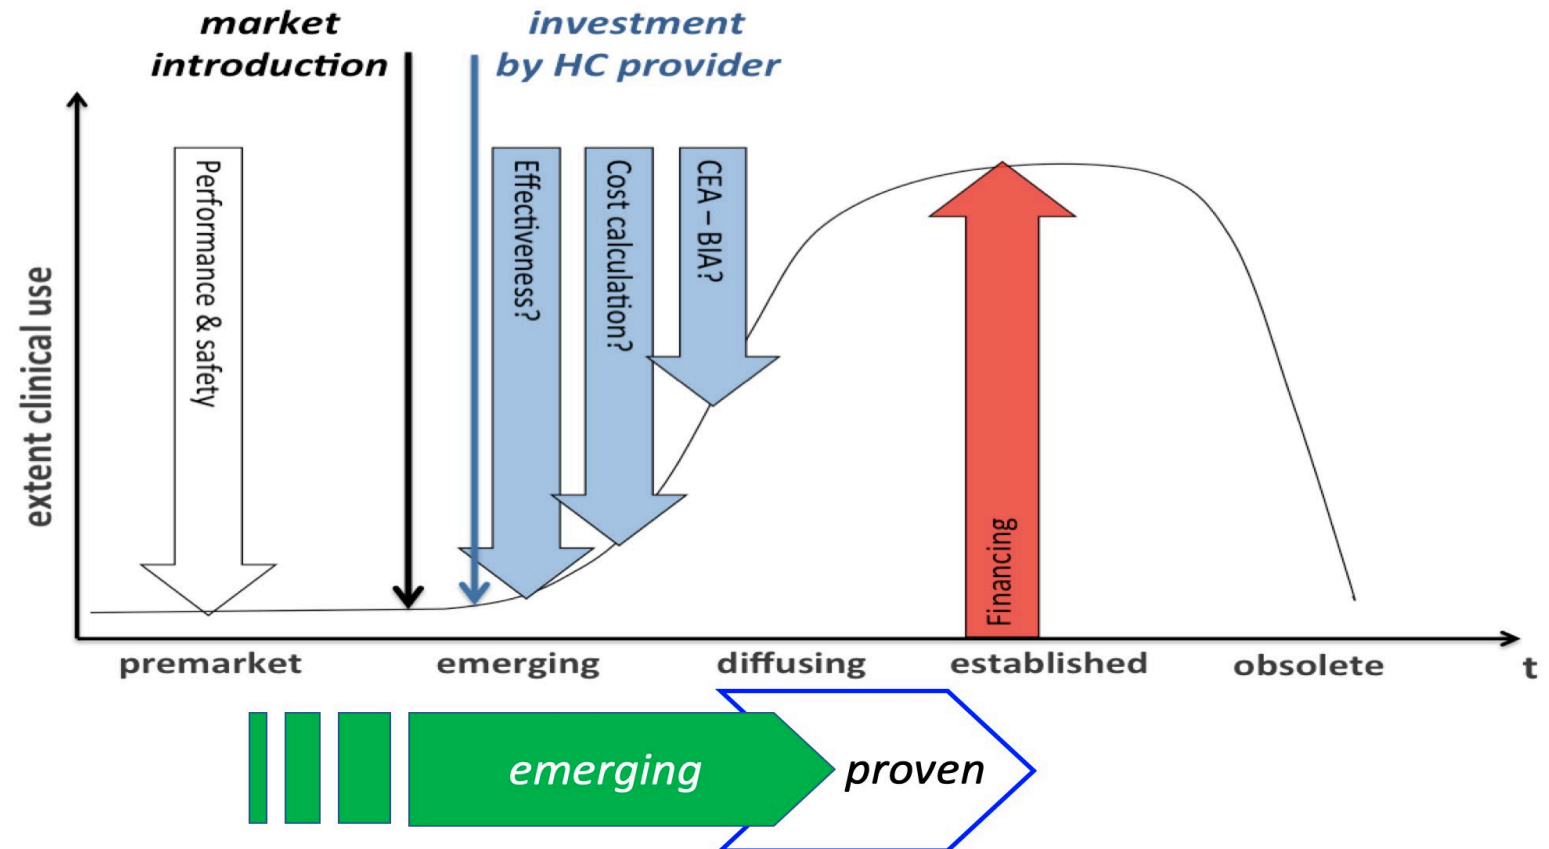 market
introduction
investment
by HC provider
extent clinical use
Performance & safety
Effectiveness?
Cost calculation?
CEA – BIA?
Financing
premarket
emerging
diffusing
established
obsolete
t
emerging
proven